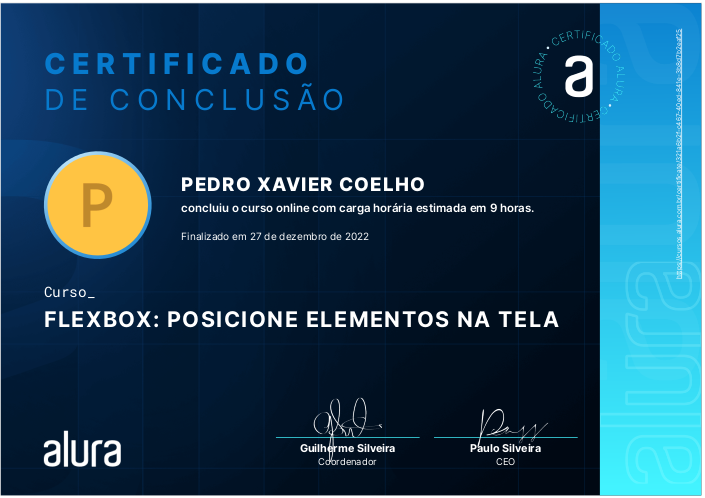 CERTIFICADO
DE CONCLUSÃO
CERTIFICADO ALURA • CERTIFICADO ALURA •
a
P
PEDRO XAVIER COELHO
concluiu o curso online com carga horária estimada em 9 horas.
Finalizado em 27 de dezembro de 2022
Curso_
FLEXBOX: POSICIONE ELEMENTOS NA TELA
alura
Guilherme Silveira
Coordenador
Paulo Silveira
CEO
alura